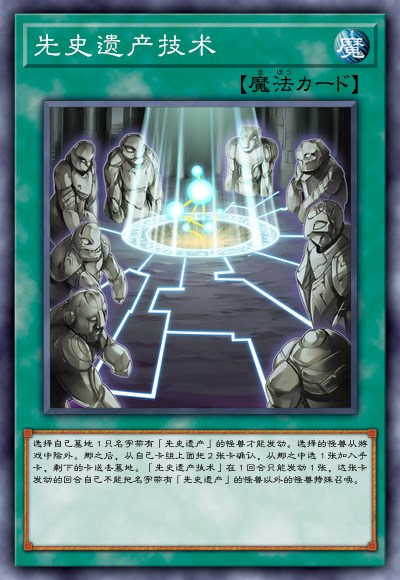 先史遗产技术
魔
【魔法カード】
ま ほう
选择自己墓地1只名字带有「先史遗产」的怪兽才能发动。选择的怪兽从游
戏中除外。那之后，从自己卡组上面把2张卡确认，从那之中选1张加入手
卡，剩下的卡送去墓地。「先史遗产技术」在1回合只能发动1张，这张卡
发动的回合自己不能把名字带有「先史遗产」的怪兽以外的怪兽特殊召唤。